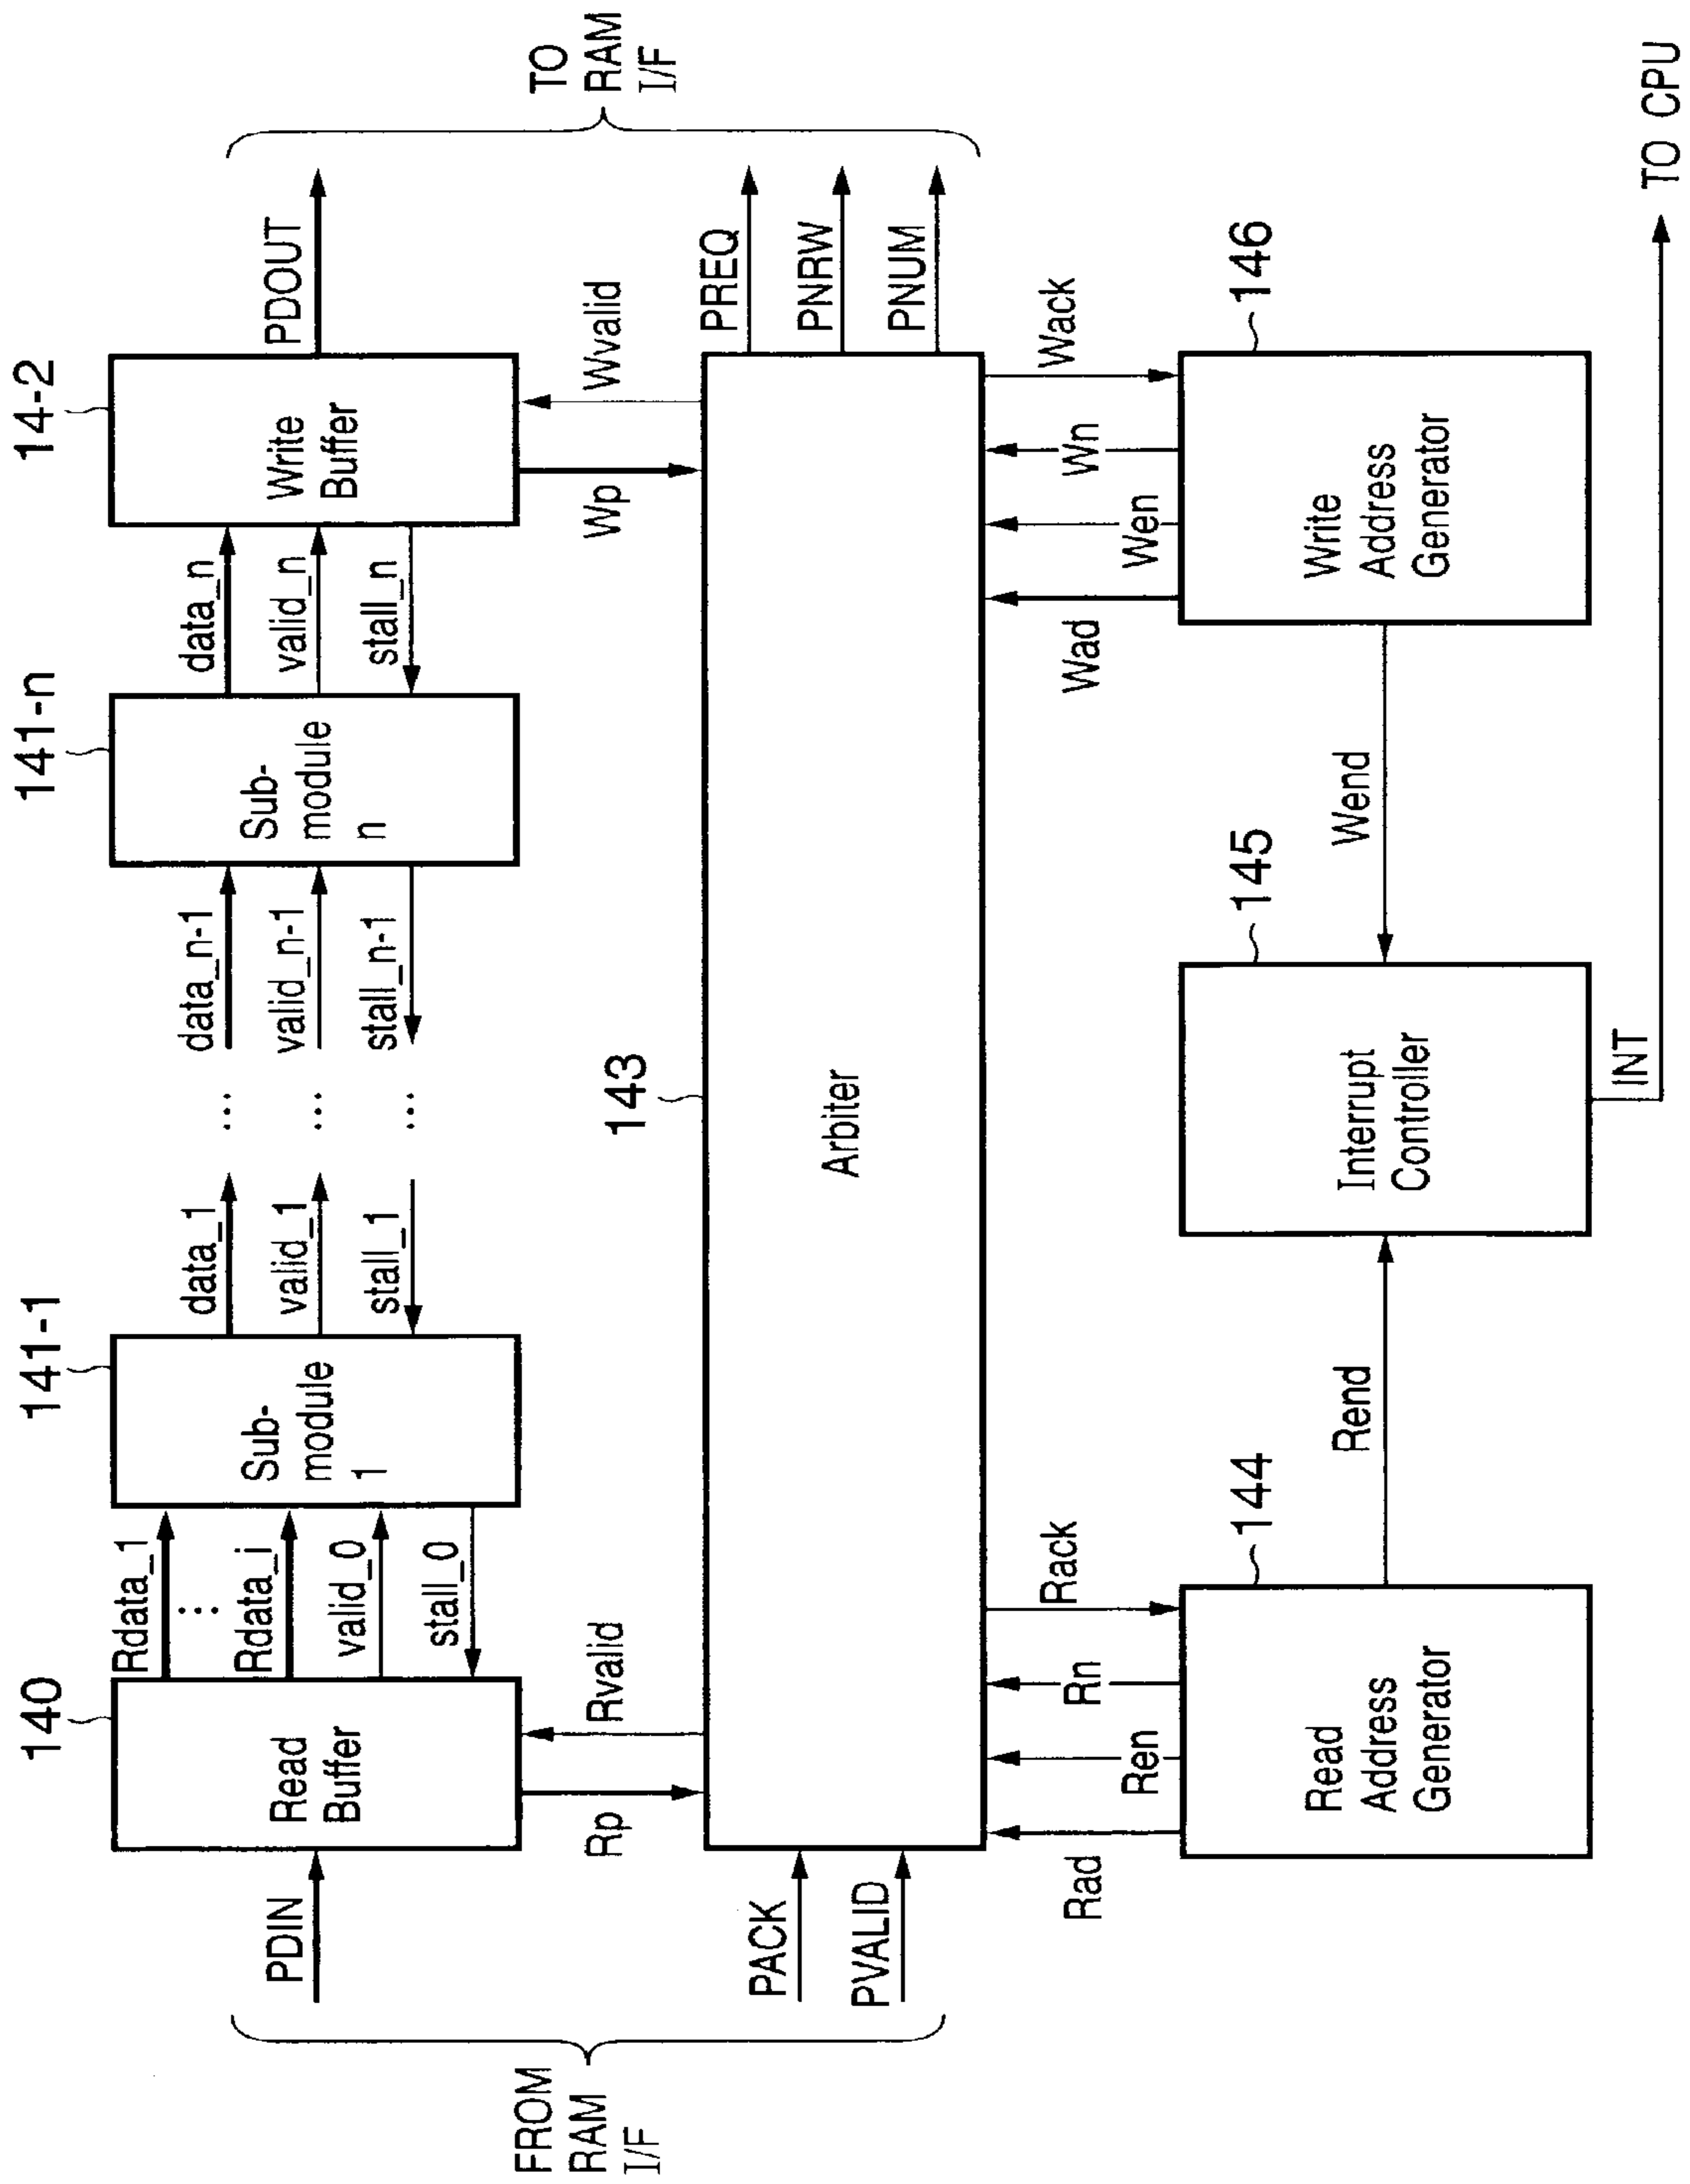 14-2
141-n
141-1
140
PDIN
Read
Buffer
Rdata_1
⋮
Rdata_i
valid_0
stall_0
Sub-
module
1
data_1
valid_1
stall_1
...
...
...
data_n-1
valid_n-1
stall_n-1
Sub-
module
n
data_n
valid_n
stall_n
Write
Buffer
PDOUT
Rp
Rvalid
Wp
Wvalid
FROM
RAM
I/F
TO
RAM
I/F
143
PACK
PVALID
Arbiter
PREQ
PNRW
PNUM
Rad
Ren
Rn
Rack
Wad
Wen
Wn
Wack
144
145
146
Read
Address
Generator
Rend
Interrupt
Controller
Wend
Write
Address
Generator
INT
TO CPU